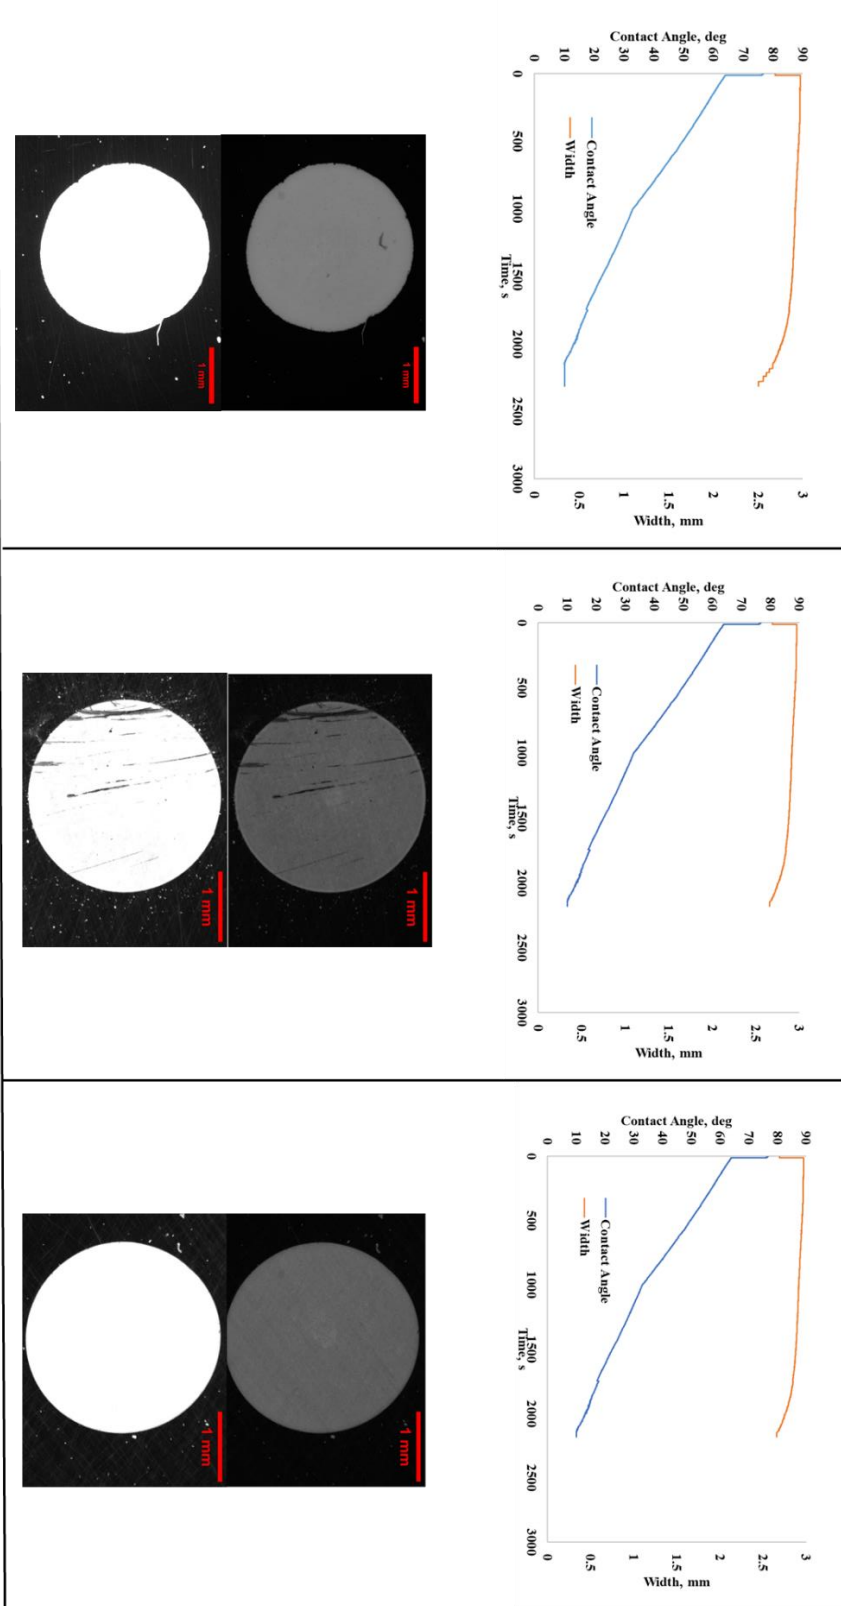 Contact Angle, deg
0 10 20 30 40 50 60 70 80 90
0 500 1000 1500 2000 2500 3000
Time, s
0 0.5 1 1.5 2 2.5 3
Width, mm
Contact Angle
Width
1 mm
1 mm
Contact Angle, deg
0 10 20 30 40 50 60 70 80 90
0 500 1000 1500 2000 2500 3000
Time, s
0 0.5 1 1.5 2 2.5 3
Width, mm
Contact Angle
Width
1 mm
1 mm
Contact Angle, deg
0 10 20 30 40 50 60 70 80 90
0 500 1000 1500 2000 2500 3000
Time, s
0 0.5 1 1.5 2 2.5 3
Width, mm
Contact Angle
Width
1 mm
1 mm